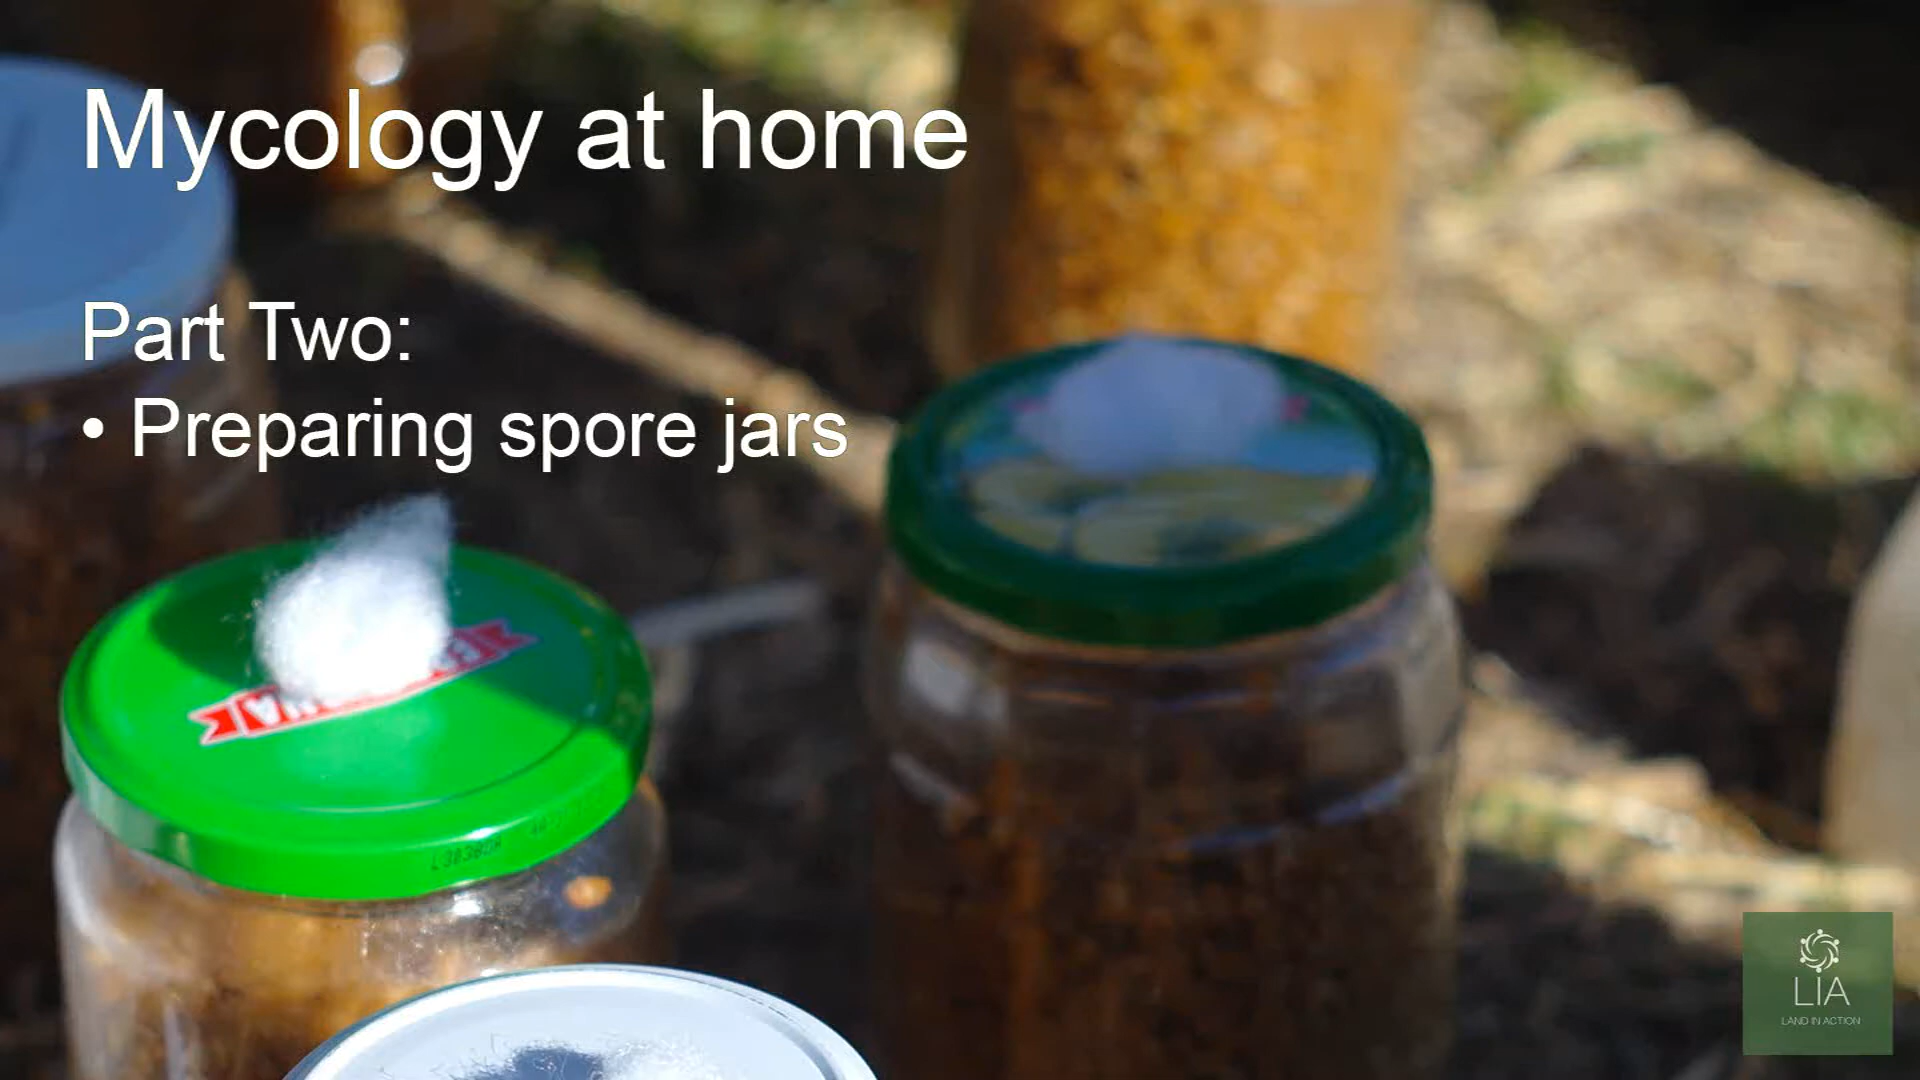 Mycology at home
Part Two:
• Preparing spore jars
LIA
LAND IN ACTION